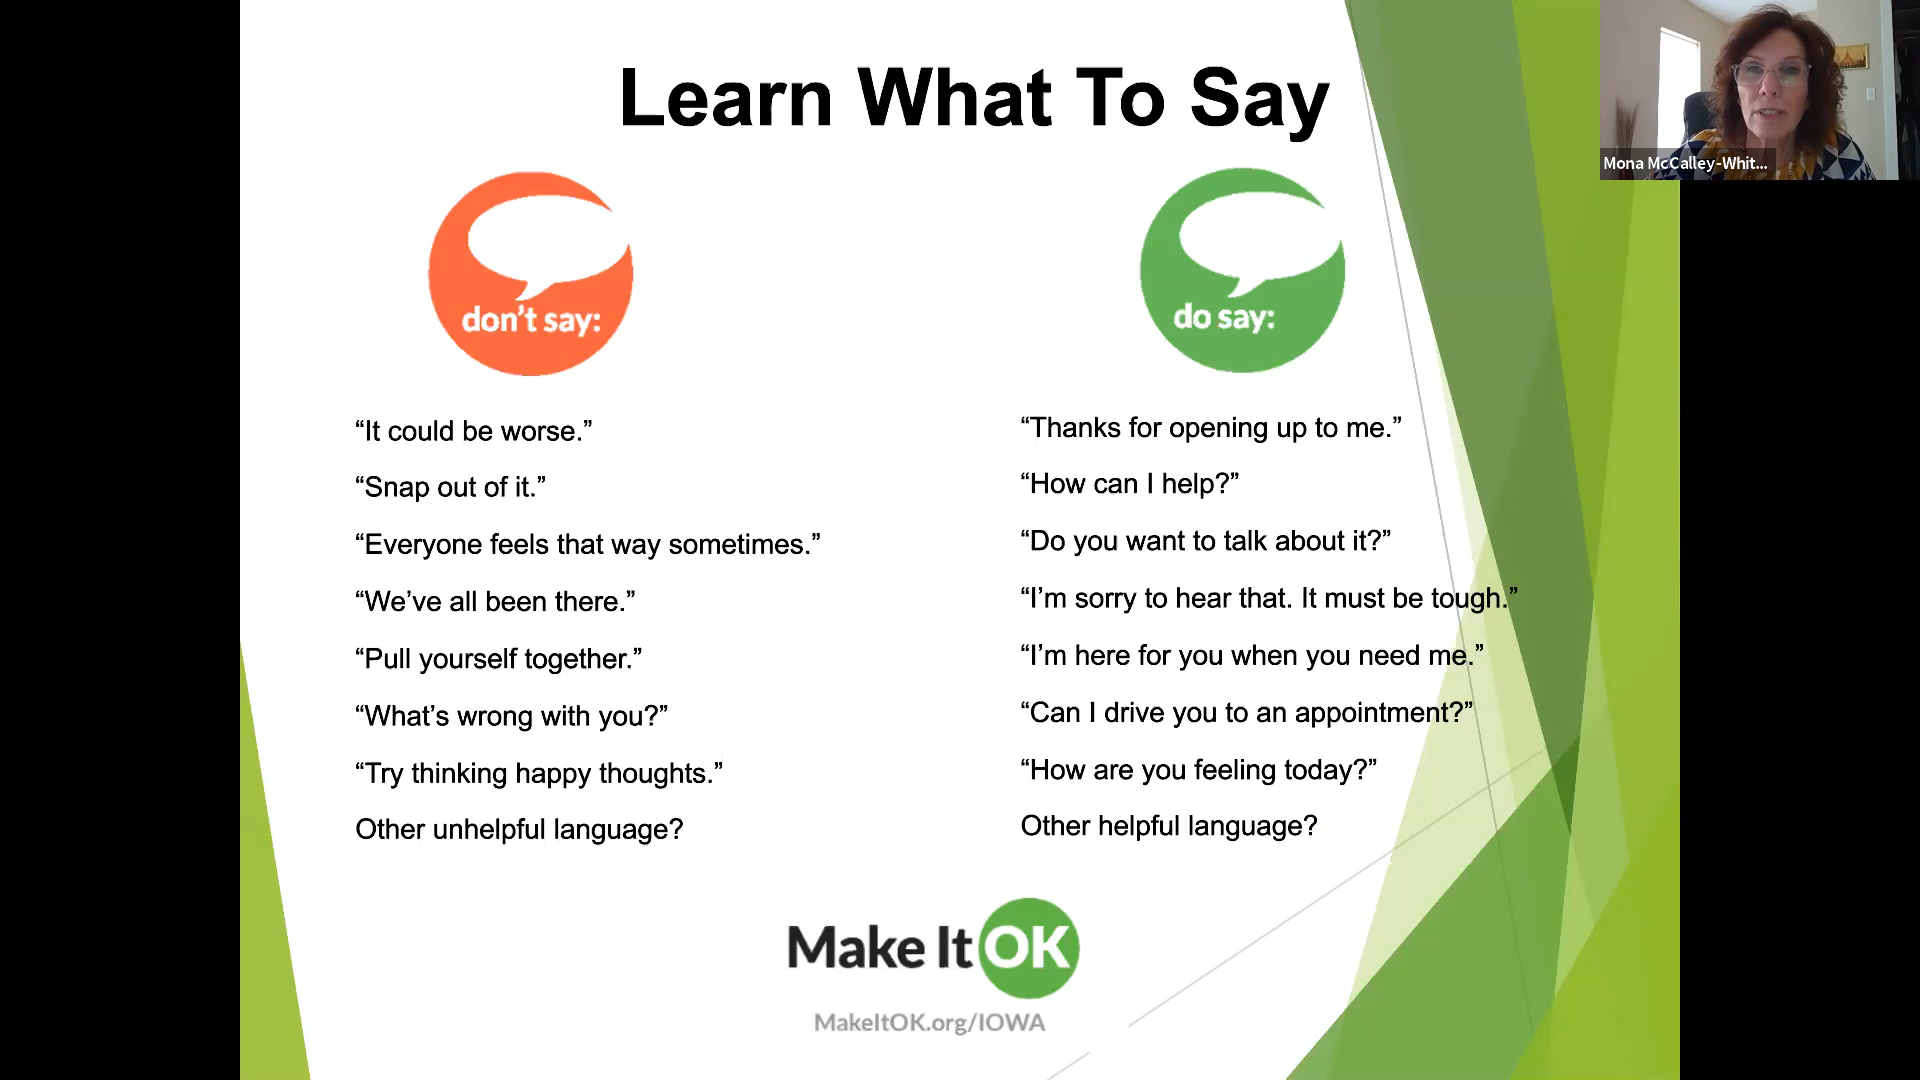 Learn What To Say
don't say:
“It could be worse.”
“Snap out of it.”
“Everyone feels that way sometimes.”
“We’ve all been there.”
“Pull yourself together.”
“What’s wrong with you?”
“Try thinking happy thoughts.”
Other unhelpful language?
do say:
“Thanks for opening up to me.”
“How can I help?”
“Do you want to talk about it?”
“I’m sorry to hear that. It must be tough.”
“I’m here for you when you need me.”
“Can I drive you to an appointment?”
“How are you feeling today?”
Other helpful language?
Make It OK
MakeItOK.org/IOWA
Mona McCalley-Whit...